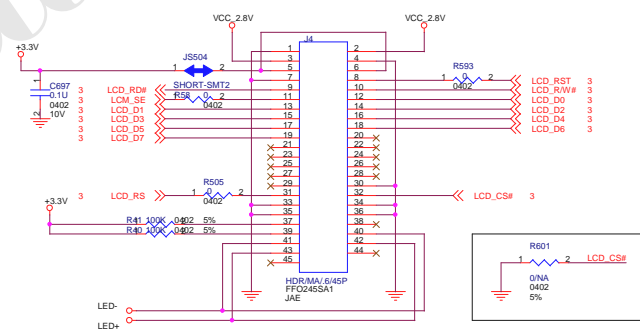 VCC_2.8V
VCC_2.8V
+3.3V
JS504
1 2
SHORT-SMT2
C697
0.1U
0402
10V
1
2
J4
1 2
3 4
5 6
7 8
9 10
11 12
13 14
15 16
17 18
19 20
21 22
23 24
25 26
27 28
29 30
31 32
33 34
35 36
37 38
39 40
41 42
43 44
45
HDR/MA/.6/45P
FFO245SA1
JAE
3 LCD_RD#
3 LCM_SE
3 LCD_D1
3 LCD_D3
3 LCD_D5
3 LCD_D7
R58 0 2
0402
R593
1 0 2
0402
LCD_RST 3
LCD_R/W# 3
LCD_D0 3
LCD_D2 3
LCD_D4 3
LCD_D6 3
3 LCD_RS
R505
1 0 2
0402
LCD_CS# 3
+3.3V
R41 100K 0402 5%
R40 100K 0402 5%
LED-
LED+
R601
1 2
LCD_CS#
0/NA
0402
5%